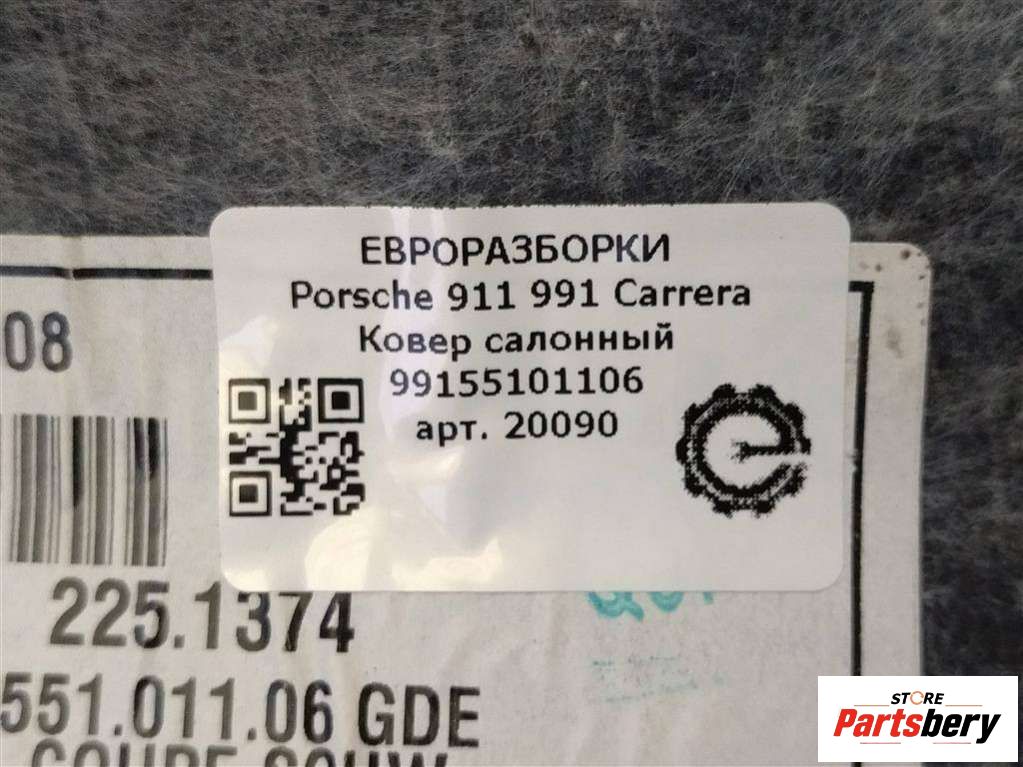 ЕВРОРАЗБОРКИ
Porsche 911 991 Carrera
Ковер салонный
99155101106
арт. 20090
08
225.1374
551.011.06 GDE
STORE
Partsbery